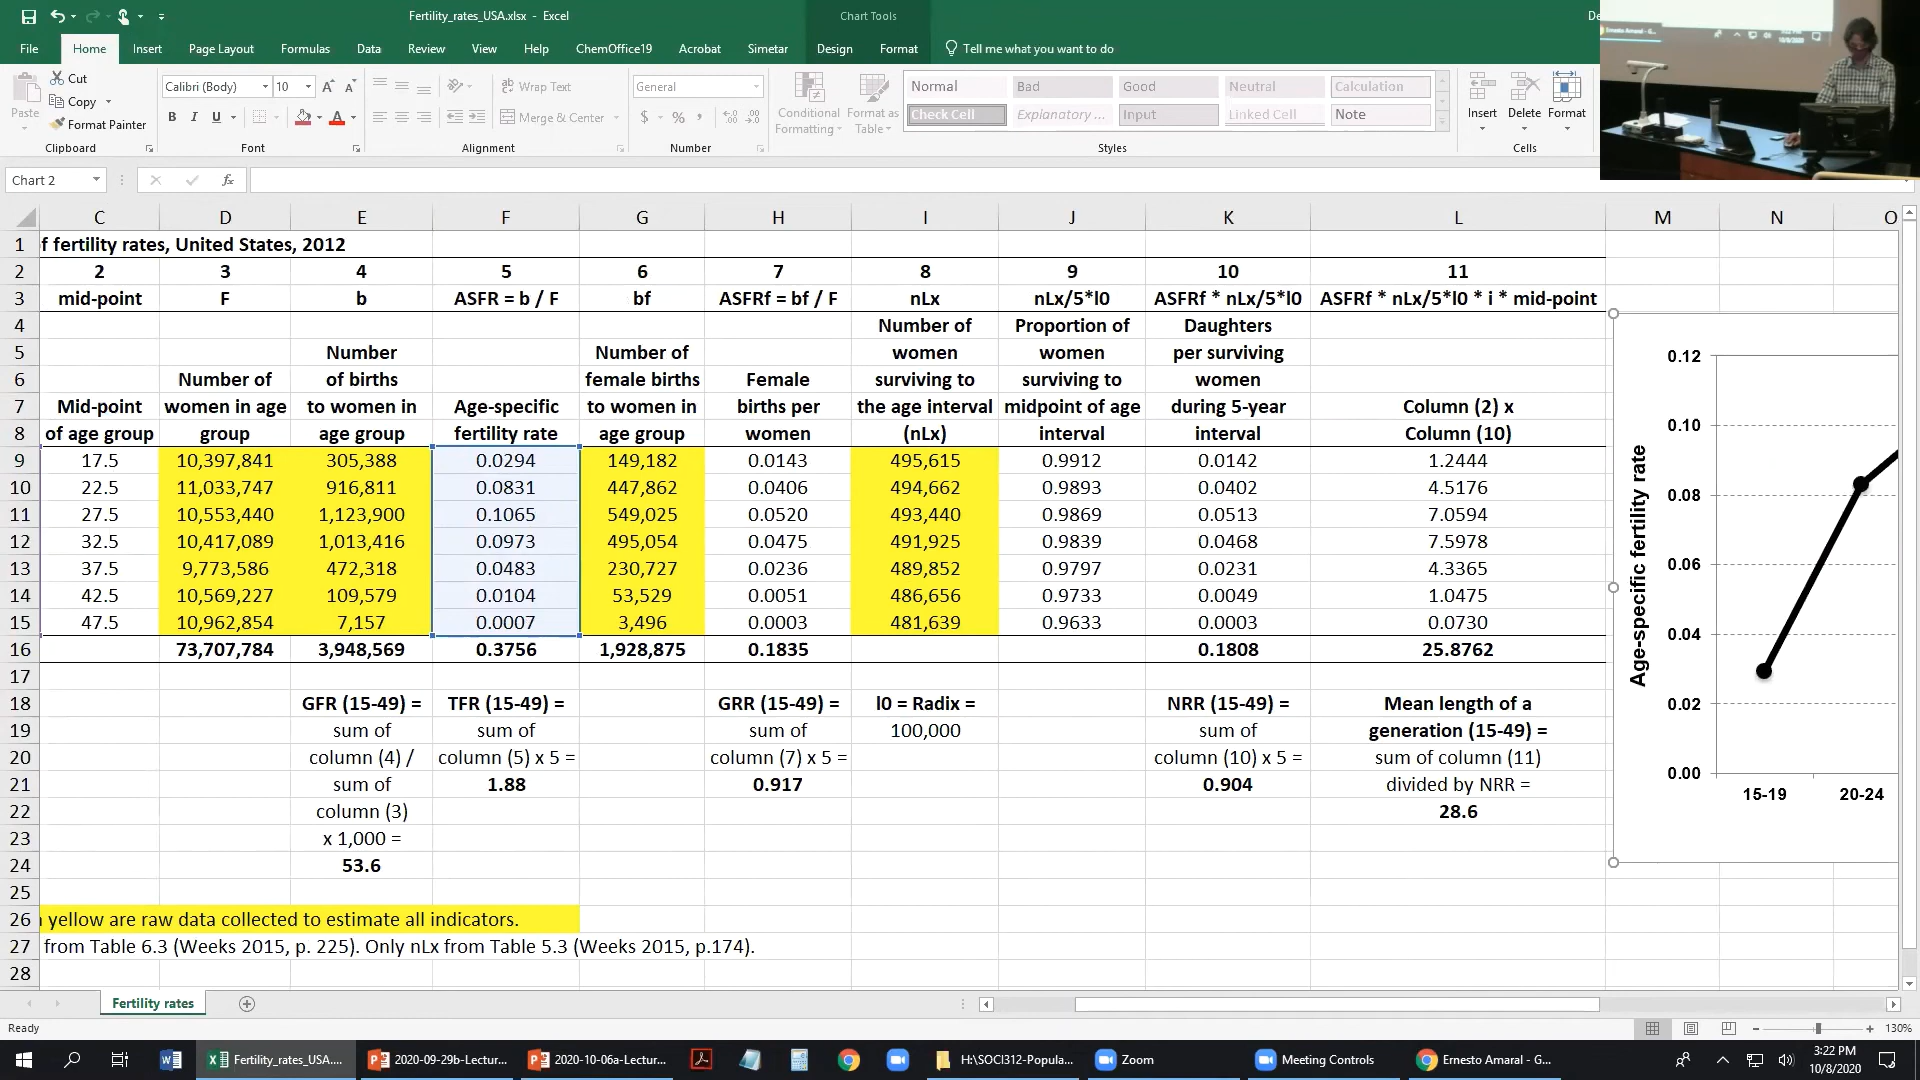 Fertility_rates_USA.xlsx - Excel
Chart Tools
De
File Home Insert Page Layout Formulas Data Review View Help ChemOffice19 Acrobat Simetar Design Format Tell me what you want to do
Paste
Cut
Copy
Format Painter
Clipboard
Calibri (Body) 10
B I U
Font
Wrap Text
Merge & Center
Alignment
General
$ % ,
Number
Conditional Formatting
Format as Table
Normal Bad Good Neutral Calculation
Check Cell Explanatory ... Input Linked Cell Note
Styles
Insert Delete Format
Cells
Chart 2
fx
C D E F G H I J K L M N O
1 f fertility rates, United States, 2012
2 2 3 4 5 6 7 8 9 10 11
3 mid-point F b ASFR = b / F bf ASFRf = bf / F nLx nLx/5*l0 ASFRf * nLx/5*l0 ASFRf * nLx/5*l0 * i * mid-point
4 Number of Proportion of Daughters
5 Number Number of women women per surviving
6 Number of of births female births Female surviving to surviving to women
7 Mid-point women in age to women in Age-specific to women in births per the age interval midpoint of age during 5-year Column (2) x
8 of age group group age group fertility rate age group women (nLx) interval interval Column (10)
9 17.5 10,397,841 305,388 0.0294 149,182 0.0143 495,615 0.9912 0.0142 1.2444
10 22.5 11,033,747 916,811 0.0831 447,862 0.0406 494,662 0.9893 0.0402 4.5176
11 27.5 10,553,440 1,123,900 0.1065 549,025 0.0520 493,440 0.9869 0.0513 7.0594
12 32.5 10,417,089 1,013,416 0.0973 495,054 0.0475 491,925 0.9839 0.0468 7.5978
13 37.5 9,773,586 472,318 0.0483 230,727 0.0236 489,852 0.9797 0.0231 4.3365
14 42.5 10,569,227 109,579 0.0104 53,529 0.0051 486,656 0.9733 0.0049 1.0475
15 47.5 10,962,854 7,157 0.0007 3,496 0.0003 481,639 0.9633 0.0003 0.0730
16 73,707,784 3,948,569 0.3756 1,928,875 0.1835 0.1808 25.8762
17
18 GFR (15-49) = TFR (15-49) = GRR (15-49) = l0 = Radix = NRR (15-49) = Mean length of a
19 sum of sum of sum of 100,000 sum of generation (15-49) =
20 column (4) / column (5) x 5 = column (7) x 5 = column (10) x 5 = sum of column (11)
21 sum of 1.88 0.917 0.904 divided by NRR =
22 column (3) 28.6
23 x 1,000 =
24 53.6
25
26 yellow are raw data collected to estimate all indicators.
27 from Table 6.3 (Weeks 2015, p. 225). Only nLx from Table 5.3 (Weeks 2015, p.174).
28
Age-specific fertility rate
0.12
0.10
0.08
0.06
0.04
0.02
0.00
15-19 20-24
Fertility rates
Ready
130%
Fertility_rates_USA.... 2020-09-29b-Lectur... 2020-10-06a-Lectur... H:\SOCI312-Popula... Zoom Meeting Controls Ernesto Amaral - G...
3:22 PM
10/8/2020